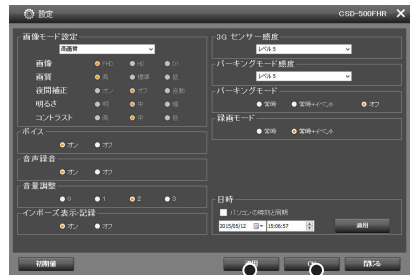 設定
CSD-500FHR
画像モード設定
夜画質
画像
FHD
HD
D1
画質
高
標準
低
夜間補正
オン
オフ
自動
明るさ
明
中
暗
コントラスト
高
中
低
ボイス
オン
オフ
音声録音
オン
オフ
音量調整
0
1
2
3
インポーズ表示・記録
オン
オフ
3G センサー感度
レベル 5
パーキングモード感度
レベル 5
パーキングモード
常時
常時+イベント
オフ
録画モード
常時
常時+イベント
日時
パソコンの時刻と同期
2015/05/12
15:06:57
適用
初期値
適用
閉じる